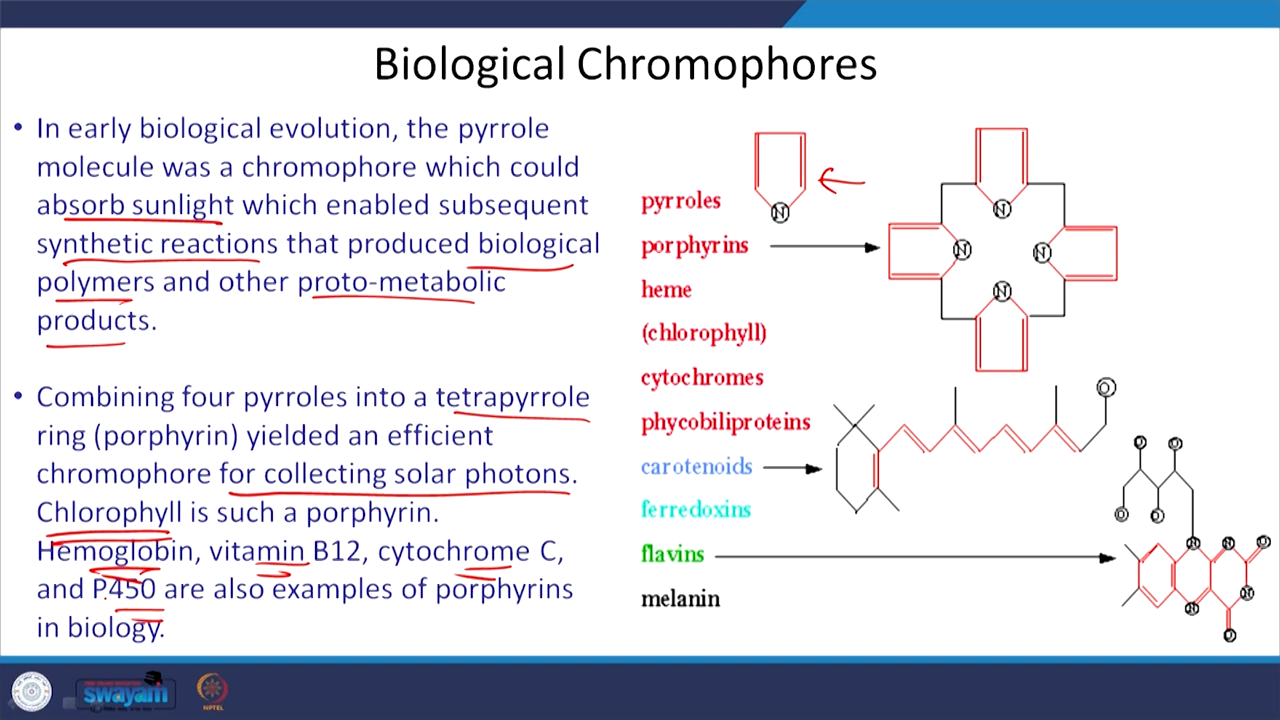 Biological Chromophores
• In early biological evolution, the pyrrole
molecule was a chromophore which could
absorb sunlight which enabled subsequent
synthetic reactions that produced biological
polymers and other proto-metabolic
products.
• Combining four pyrroles into a tetrapyrrole
ring (porphyrin) yielded an efficient
chromophore for collecting solar photons.
Chlorophyll is such a porphyrin.
Hemoglobin, vitamin B12, cytochrome C,
and P450 are also examples of porphyrins
in biology.
pyrroles
porphyrins
heme
(chlorophyll)
cytochromes
phycobiliproteins
carotenoids
ferredoxins
flavins
melanin
N
N
N N
N
O
O O
O O
N N O
N N
O
swayam
NPTEL